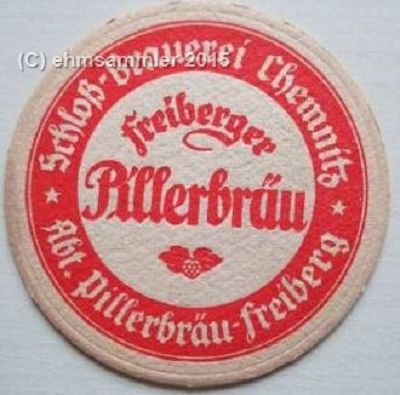 (C) ehmsammler 2015
Schloß-Brauerei Chemnitz
Freiberger
Pillerbräu
Abt. Pillerbräu-Freiberg